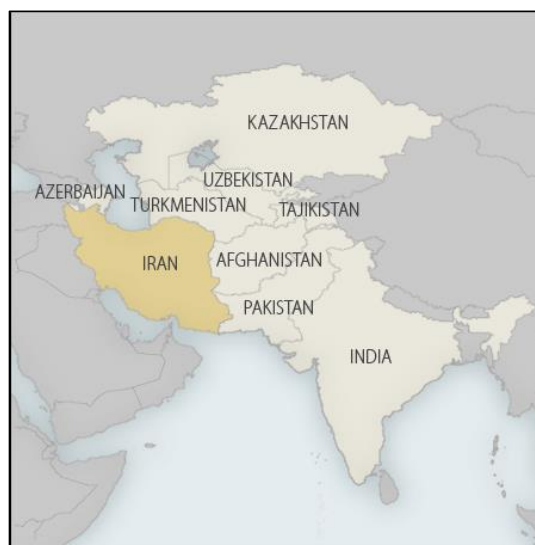 KAZAKHSTAN
UZBEKISTAN
AZERBAIJAN
TURKMENISTAN
TAJIKISTAN
IRAN
AFGHANISTAN
PAKISTAN
INDIA